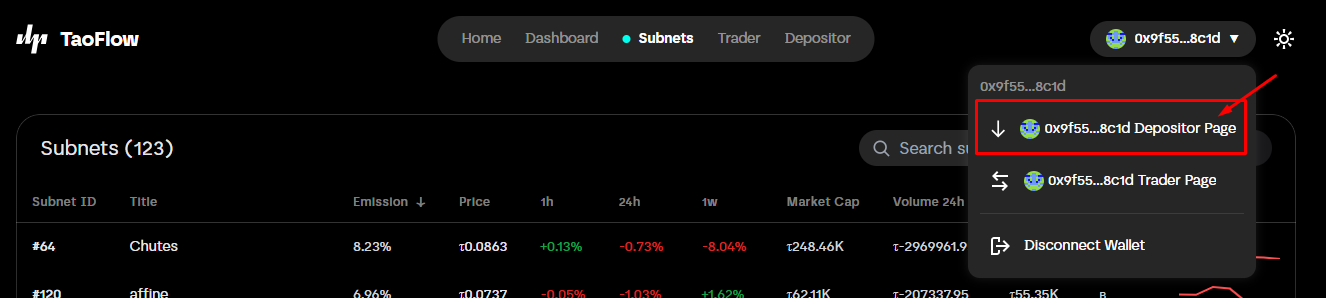 TaoFlow
Home Dashboard Subnets Trader Depositor
0x9f55...8c1d ▼
0x9f55...8c1d
0x9f55...8c1d Depositor Page
0x9f55...8c1d Trader Page
Disconnect Wallet
Subnets (123)
Search
Subnet ID Title Emission ↓ Price 1h 24h 1w Market Cap Volume 24h
#64 Chutes 8.23% τ0.0863 +0.13% -0.73% -8.04% τ248.46K τ-2969961.9
#120 affine 6.96% τ0.0737 -0.05% -1.03% +1.62% τ62.11K τ-207337.95 τ55.35K